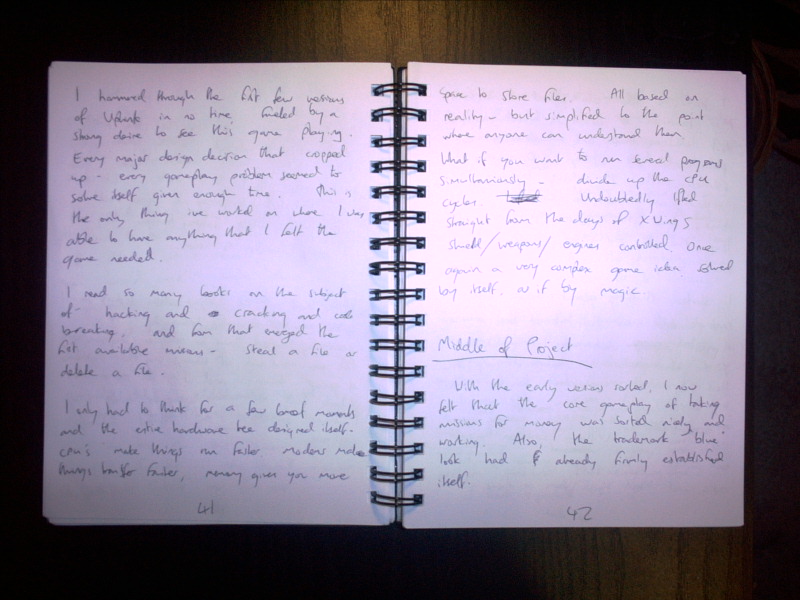 I hammered through the first few versions
of Uplink in no time, fueled by a
strong desire to see this game playing.
Every major design decision that cropped
up - every gameplay problem seemed to
solve itself given enough time. This is
the only thing ive worked on where I was
able to have anything that I felt the
game needed.
I read so many books on the subject
of hacking and cracking and code
breaking, and from that emerged the
first available missions - Steal a file or
delete a file.
I only had to think for a few brief moments
and the entire hardware tree designed itself -
cpu's make things run faster. Modems make
things transfer faster, memory gives you more
41
Space to store files. All based on
reality - but simplified to the point
where anyone can understand them.
What if you want to run several programs
simultaniously - divide up the CPU
cycles. Undoubtedly lifted
straight from the days of X Wings
shield/weapons/engines controlled. Once
again a very complex game idea solved
by itself, as if by magic.
Middle of Project
With the early versions sorted, I now
felt that the core gameplay of taking
missions for money was sorted nicely and
working. Also, the trademark blue
look had already firmly established
itself.
42